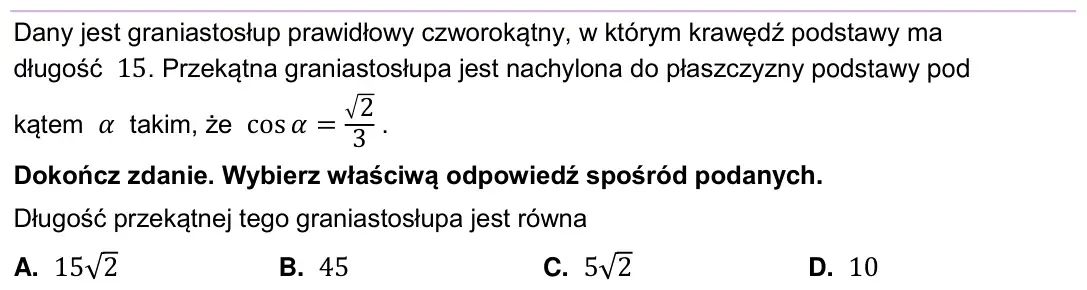 Dany jest graniastosłup prawidłowy czworokątny, w którym krawędź podstawy ma
długość 15. Przekątna graniastosłupa jest nachylona do płaszczyzny podstawy pod
kątem α takim, że cos α = √2/3 .
Dokończ zdanie. Wybierz właściwą odpowiedź spośród podanych.
Długość przekątnej tego graniastosłupa jest równa
A. 15√2 B. 45 C. 5√2 D. 10